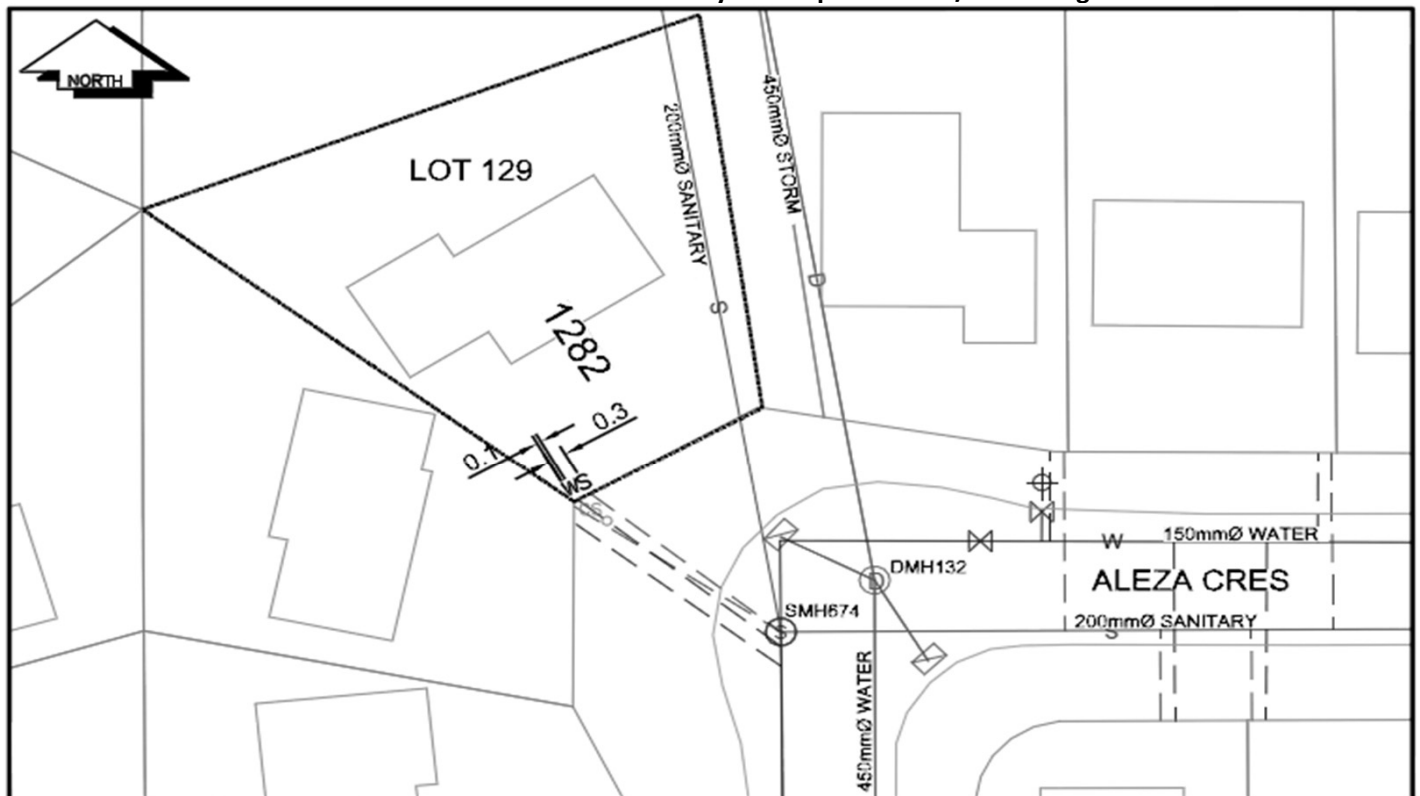 NORTH
LOT 129
200mmØ SANITARY
450mmØ STORM
S
D
1282
0.3
0.1
WS
W
150mmØ WATER
DMH132
D
ALEZA CRES
SMH674
S
200mmØ SANITARY
S
450mmØ WATER